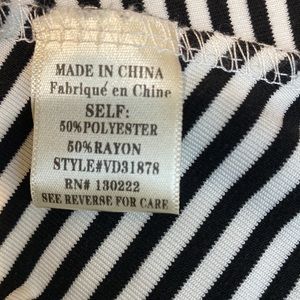 MADE IN CHINA
Fabriqué en Chine
SELF:
50%POLYESTER
50%RAYON
STYLE#VD31878
RN# 130222
SEE REVERSE FOR CARE